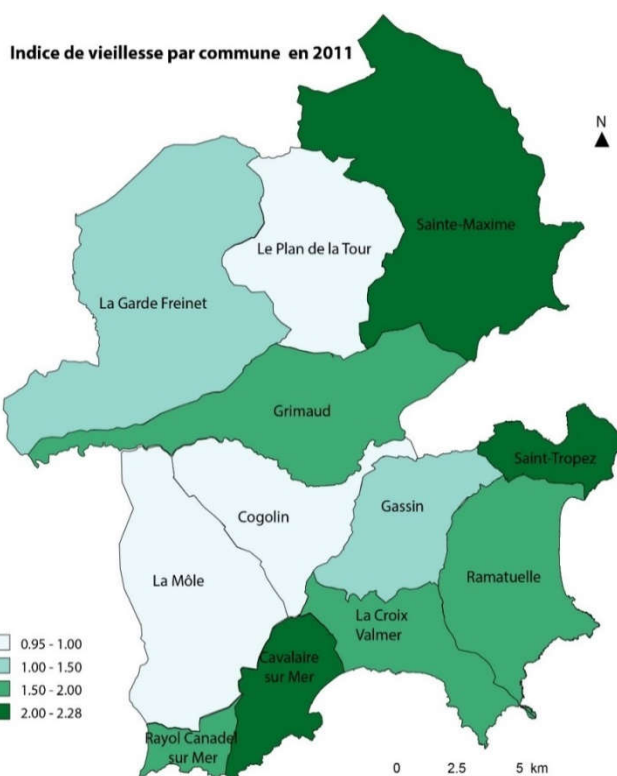 Indice de vieillesse par commune en 2011
N
Sainte-Maxime
Le Plan de la Tour
La Garde Freinet
Grimaud
Saint-Tropez
Gassin
Cogolin
Ramatuelle
La Môle
La Croix
Valmer
Cavalaire
sur Mer
Rayol Canadel
sur Mer
0.95 - 1.00
1.00 - 1.50
1.50 - 2.00
2.00 - 2.28
0 2.5 5 km